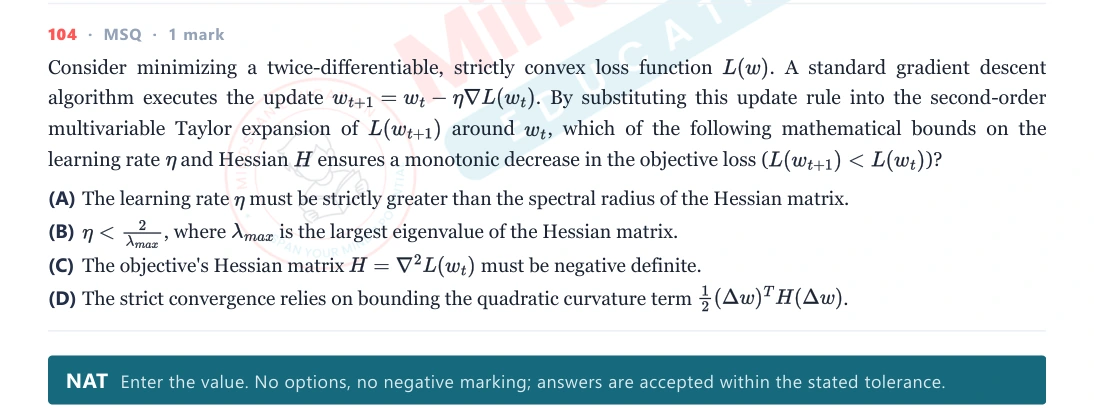 104 · MSQ · 1 mark
Consider minimizing a twice-differentiable, strictly convex loss function L(w). A standard gradient descent
algorithm executes the update w_{t+1} = w_t − η∇L(w_t). By substituting this update rule into the second-order
multivariable Taylor expansion of L(w_{t+1}) around w_t, which of the following mathematical bounds on the
learning rate η and Hessian H ensures a monotonic decrease in the objective loss (L(w_{t+1}) < L(w_t))?
(A) The learning rate η must be strictly greater than the spectral radius of the Hessian matrix.
(B) η < 2/λ_{max}, where λ_{max} is the largest eigenvalue of the Hessian matrix.
(C) The objective's Hessian matrix H = ∇²L(w_t) must be negative definite.
(D) The strict convergence relies on bounding the quadratic curvature term ½(Δw)ᵀH(Δw).
NAT Enter the value. No options, no negative marking; answers are accepted within the stated tolerance.